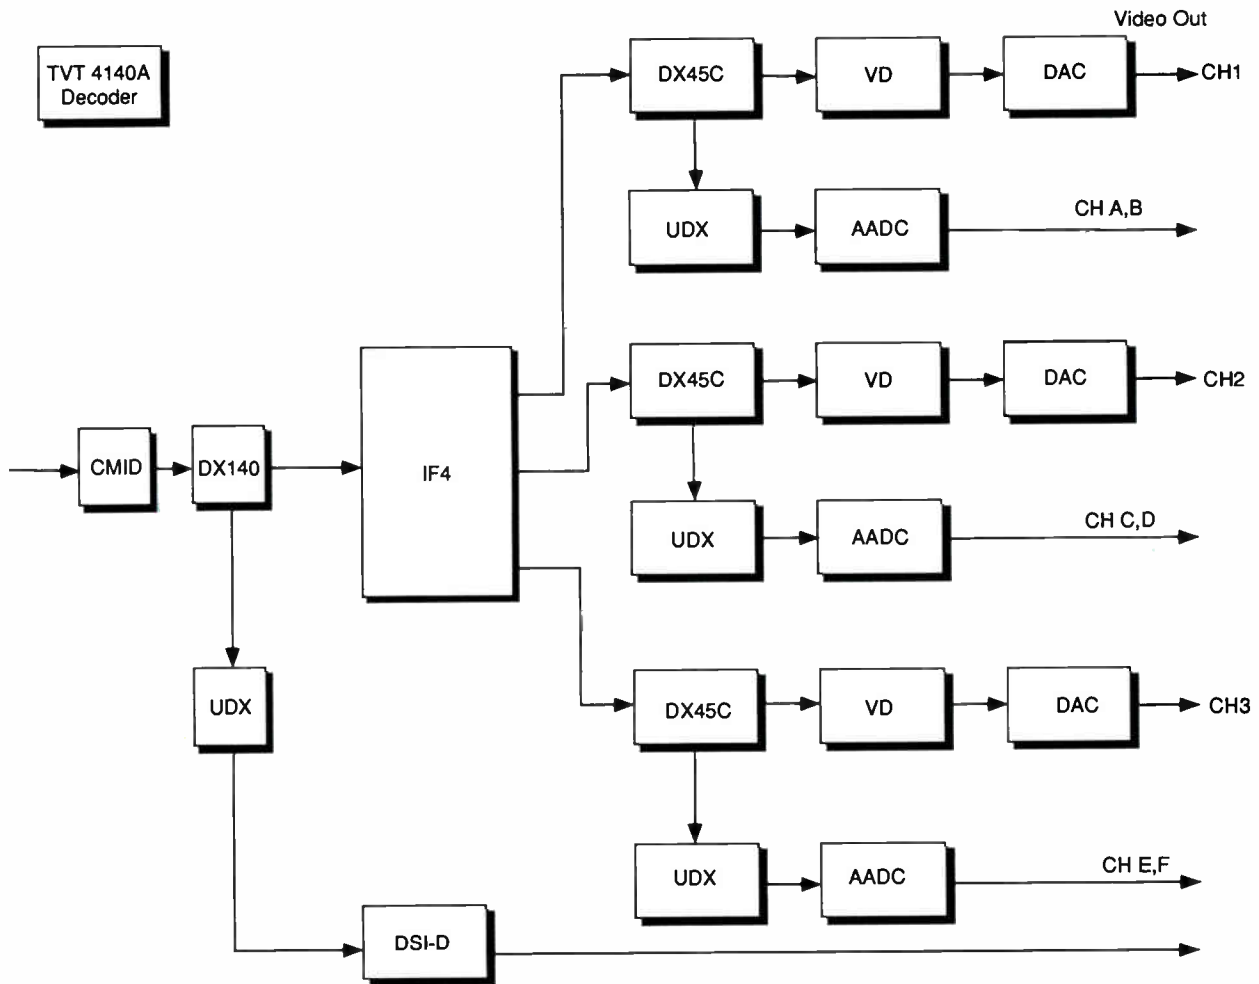 Video Out
TVT 4140A
Decoder
DX45C
VD
DAC
CH1
UDX
AADC
CH A,B
DX45C
VD
DAC
CH2
CMID
DX140
IF4
UDX
AADC
CH C,D
UDX
DX45C
VD
DAC
CH3
UDX
AADC
CH E,F
DSI-D